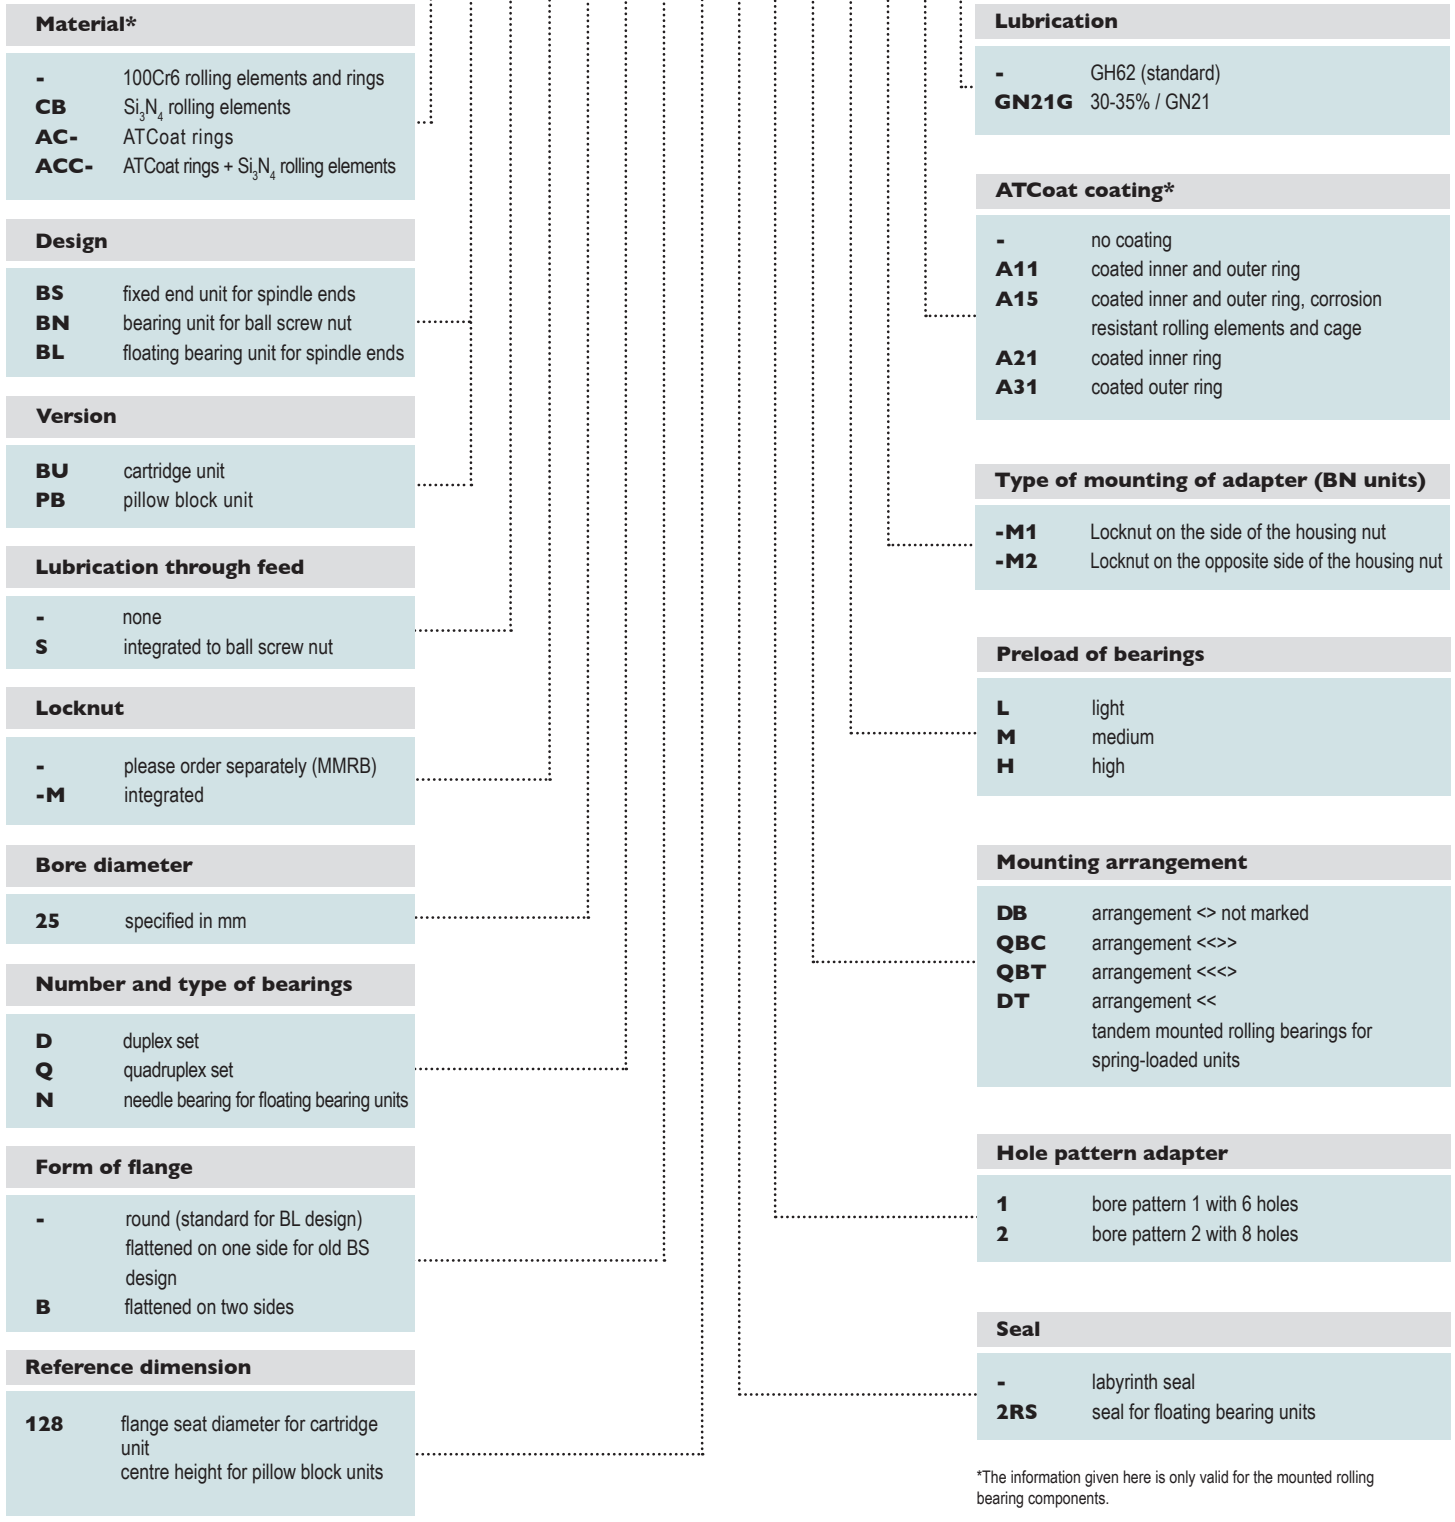 Material*
- 100Cr6 rolling elements and rings
CB Si3N4 rolling elements
AC- ATCoat rings
ACC- ATCoat rings + Si3N4 rolling elements
Design
BS fixed end unit for spindle ends
BN bearing unit for ball screw nut
BL floating bearing unit for spindle ends
Version
BU cartridge unit
PB pillow block unit
Lubrication through feed
- none
S integrated to ball screw nut
Locknut
- please order separately (MMRB)
-M integrated
Bore diameter
25 specified in mm
Number and type of bearings
D duplex set
Q quadruplex set
N needle bearing for floating bearing units
Form of flange
- round (standard for BL design)
flattened on one side for old BS
design
B flattened on two sides
Reference dimension
128 flange seat diameter for cartridge
unit
centre height for pillow block units
Lubrication
- GH62 (standard)
GN21G 30-35% / GN21
ATCoat coating*
- no coating
A11 coated inner and outer ring
A15 coated inner and outer ring, corrosion
resistant rolling elements and cage
A21 coated inner ring
A31 coated outer ring
Type of mounting of adapter (BN units)
-M1 Locknut on the side of the housing nut
-M2 Locknut on the opposite side of the housing nut
Preload of bearings
L light
M medium
H high
Mounting arrangement
DB arrangement <> not marked
QBC arrangement <<>>
QBT arrangement <<<>
DT arrangement <<
tandem mounted rolling bearings for
spring-loaded units
Hole pattern adapter
1 bore pattern 1 with 6 holes
2 bore pattern 2 with 8 holes
Seal
- labyrinth seal
2RS seal for floating bearing units
*The information given here is only valid for the mounted rolling
bearing components.